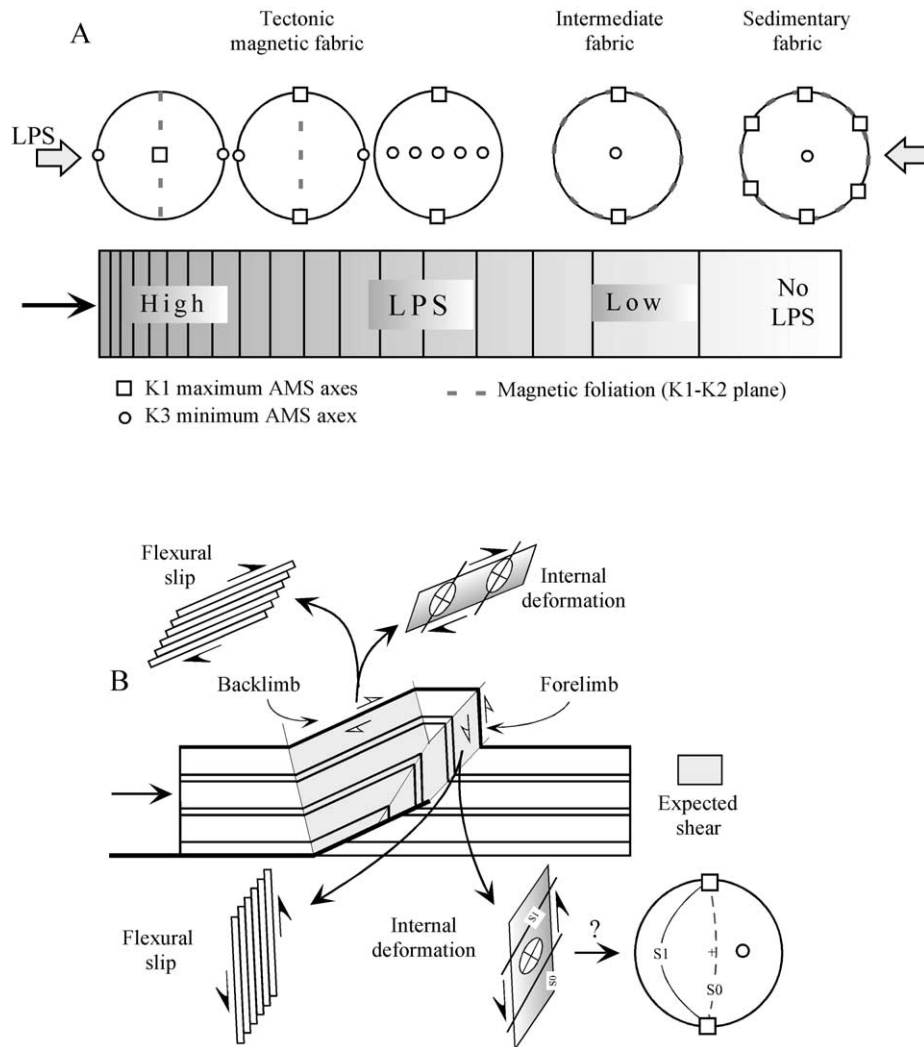 A
Tectonic
magnetic fabric
Intermediate
fabric
Sedimentary
fabric
LPS
High
LPS
Low
No
LPS
K1 maximum AMS axes
K3 minimum AMS axex
Magnetic foliation (K1-K2 plane)
Flexural
slip
Internal
deformation
B
Backlimb
Forelimb
Expected
shear
Flexural
slip
Internal
deformation
S1
S0
?
S1
S0